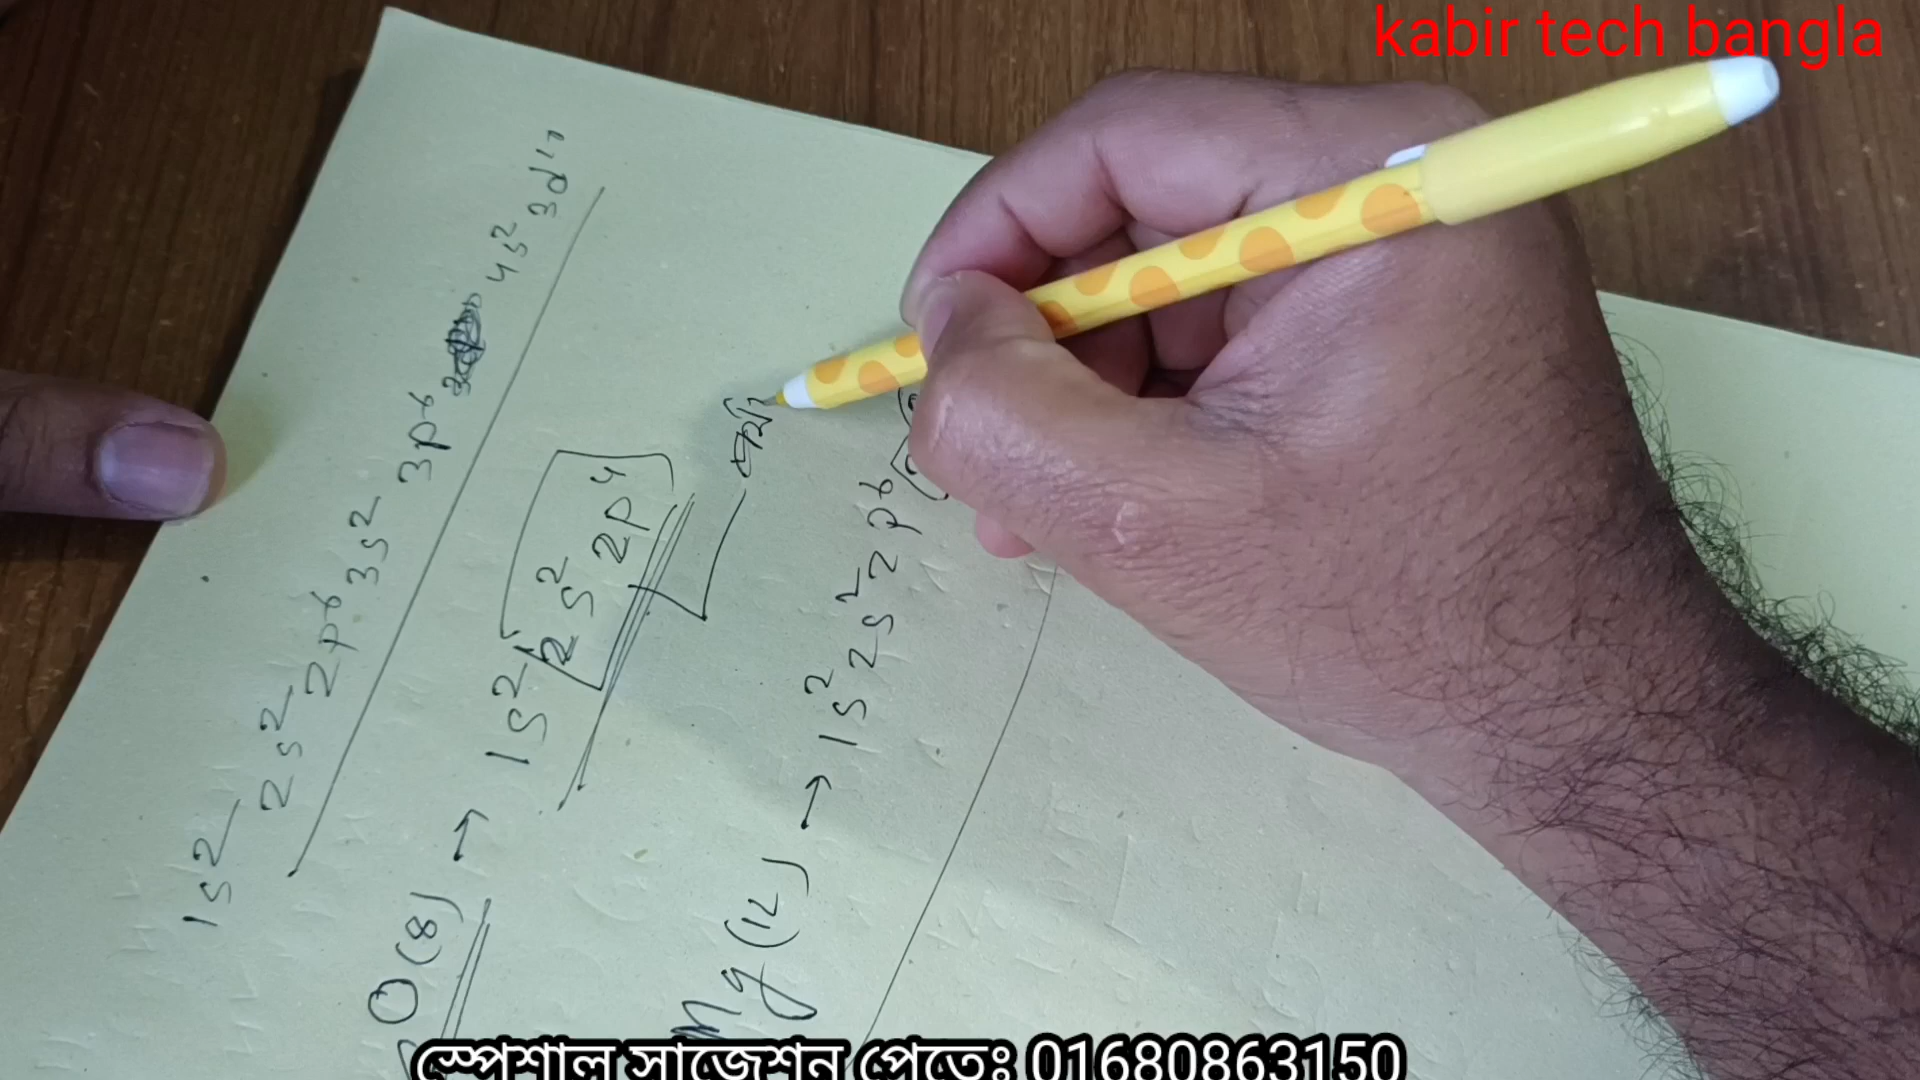 kabir tech bangla
1s² 2s² 2p⁶ 3s² 3p⁶ 4s² 3d¹⁰
O(8) → 1s² 2s² 2p⁴
Mg(12) → 1s² 2s² 2p⁶
স্পেশাল সাজেশন পেতেঃ 01680863150